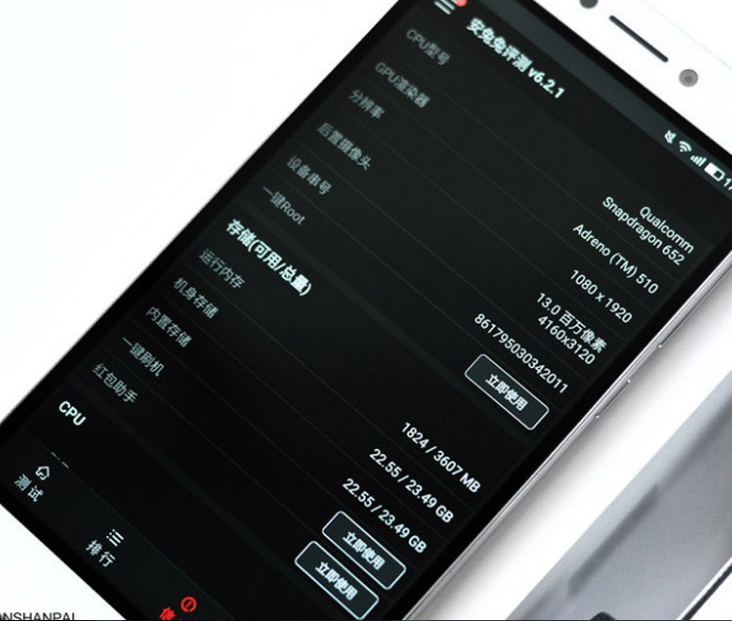 安兔兔评测 v6.2.1
CPU型号
Qualcomm
Snapdragon 652
GPU渲染器
Adreno (TM) 510
分辨率
1080 x 1920
后置摄像头
13.0 百万像素
4160x3120
设备串号
861795030342011
一键Root
立即使用
存储(可用/总量)
运行内存
1824 / 3607 MB
机身存储
22.55 / 23.49 GB
内置存储
22.55 / 23.49 GB
一键刷机
立即使用
红包助手
立即使用
CPU
测试
排行